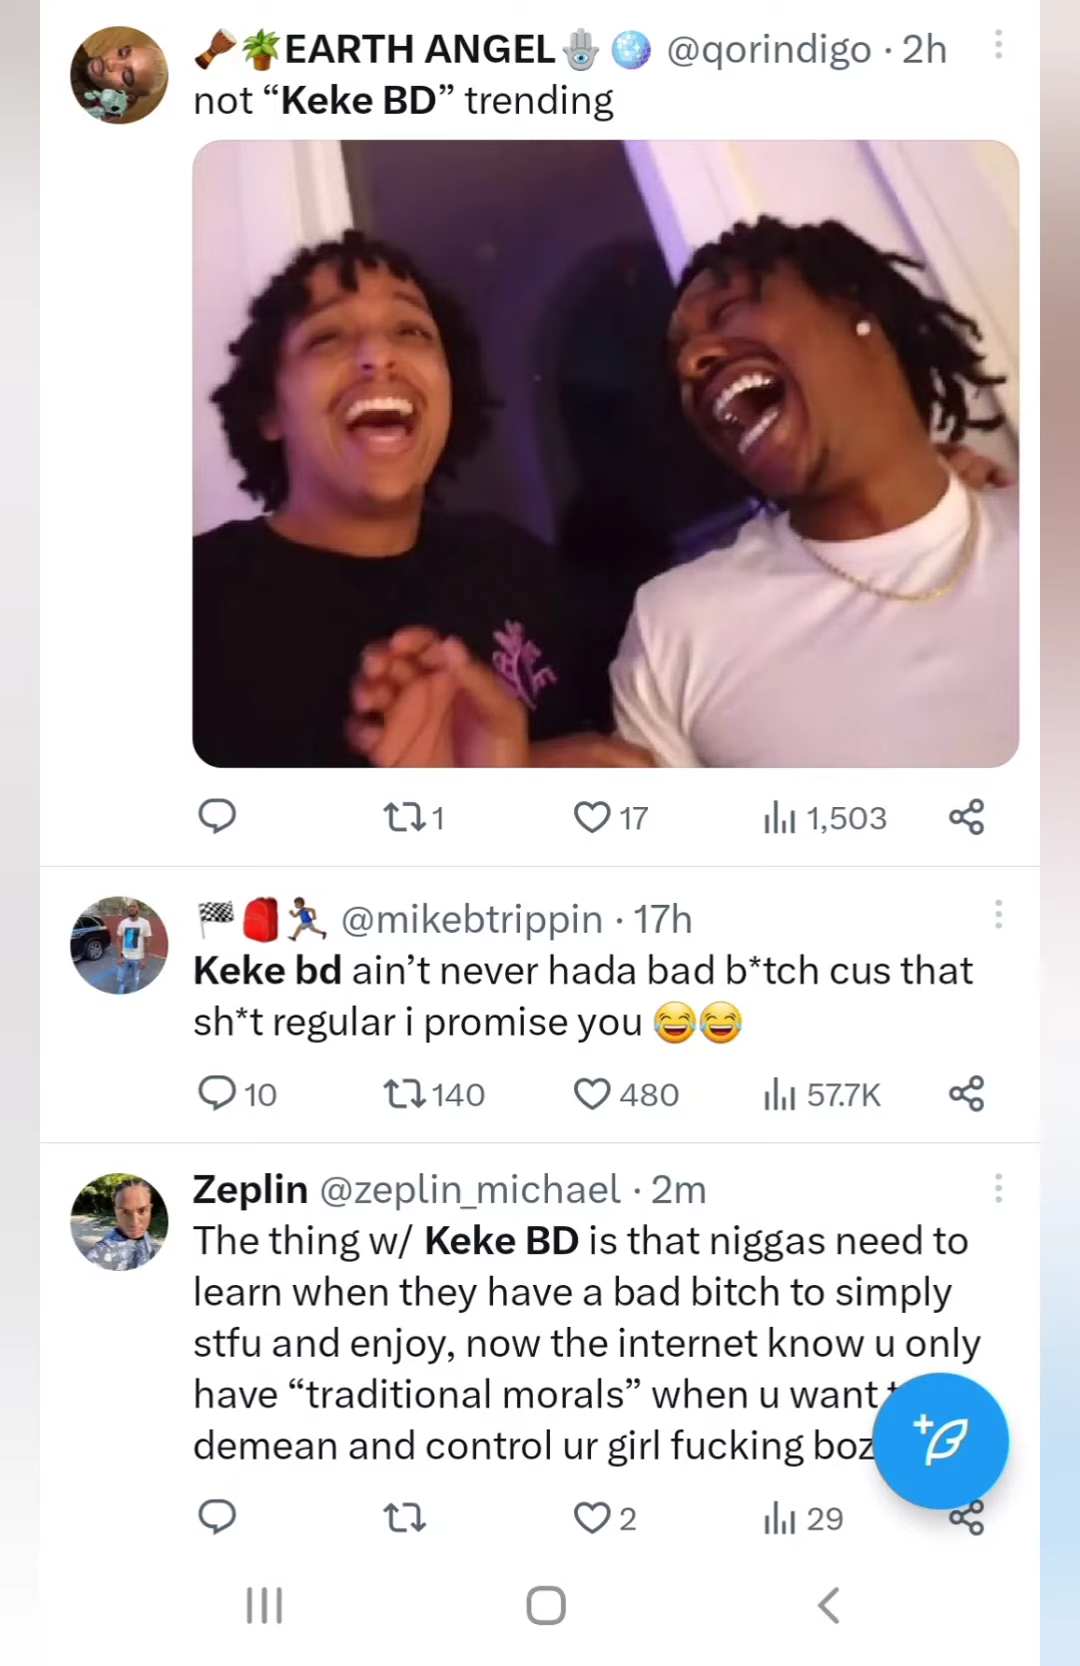 EARTH ANGEL @qorindigo · 2h
not “Keke BD” trending
1 17 1,503
@mikebtrippin · 17h
Keke bd ain’t never hada bad b*tch cus that
sh*t regular i promise you 😂😂
10 140 480 57.7K
Zeplin @zeplin_michael · 2m
The thing w/ Keke BD is that niggas need to
learn when they have a bad bitch to simply
stfu and enjoy, now the internet know u only
have “traditional morals” when u want
demean and control ur girl fucking boz
2 29